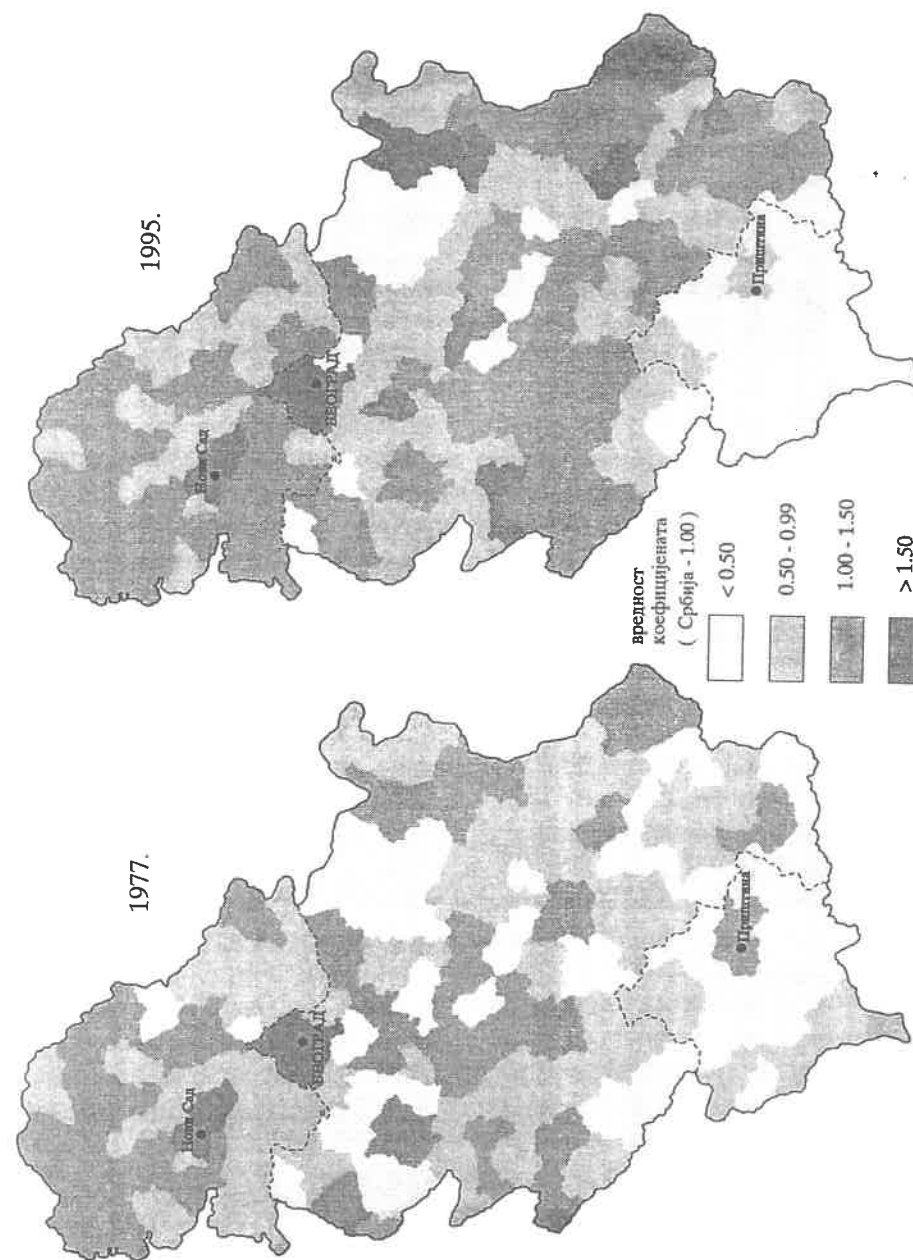 1995.
Нови Сад
БЕОГРАД
Приштина
1977.
Нови Сад
БЕОГРАД
Приштина
вредност
коефицијената
( Србија - 1.00 )
< 0.50
0.50 - 0.99
1.00 - 1.50
> 1.50